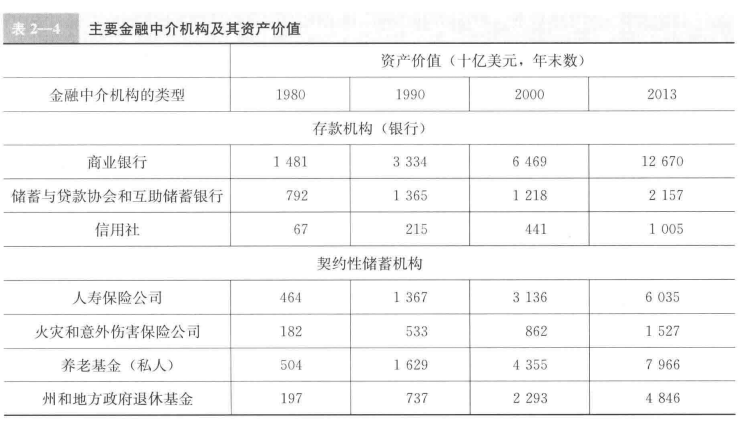 表 2—4 主要金融中介机构及其资产价值
资产价值（十亿美元，年末数）
金融中介机构的类型 1980 1990 2000 2013
存款机构（银行）
商业银行 1 481 3 334 6 469 12 670
储蓄与贷款协会和互助储蓄银行 792 1 365 1 218 2 157
信用社 67 215 441 1 005
契约性储蓄机构
人寿保险公司 464 1 367 3 136 6 035
火灾和意外伤害保险公司 182 533 862 1 527
养老基金（私人） 504 1 629 4 355 7 966
州和地方政府退休基金 197 737 2 293 4 846